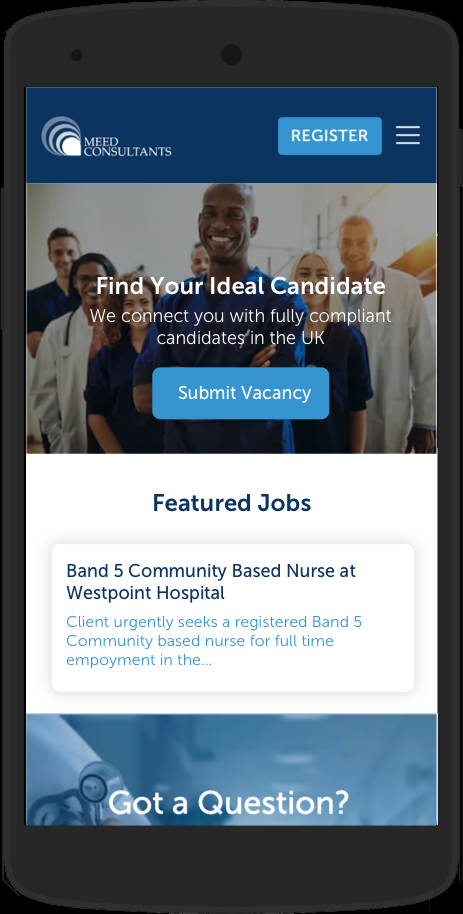 MEED
CONSULTANTS
REGISTER
Find Your Ideal Candidate
We connect you with fully compliant
candidates in the UK
Submit Vacancy
Featured Jobs
Band 5 Community Based Nurse at
Westpoint Hospital
Client urgently seeks a registered Band 5
Community based nurse for full time
empoyment in the...
Got a Question?